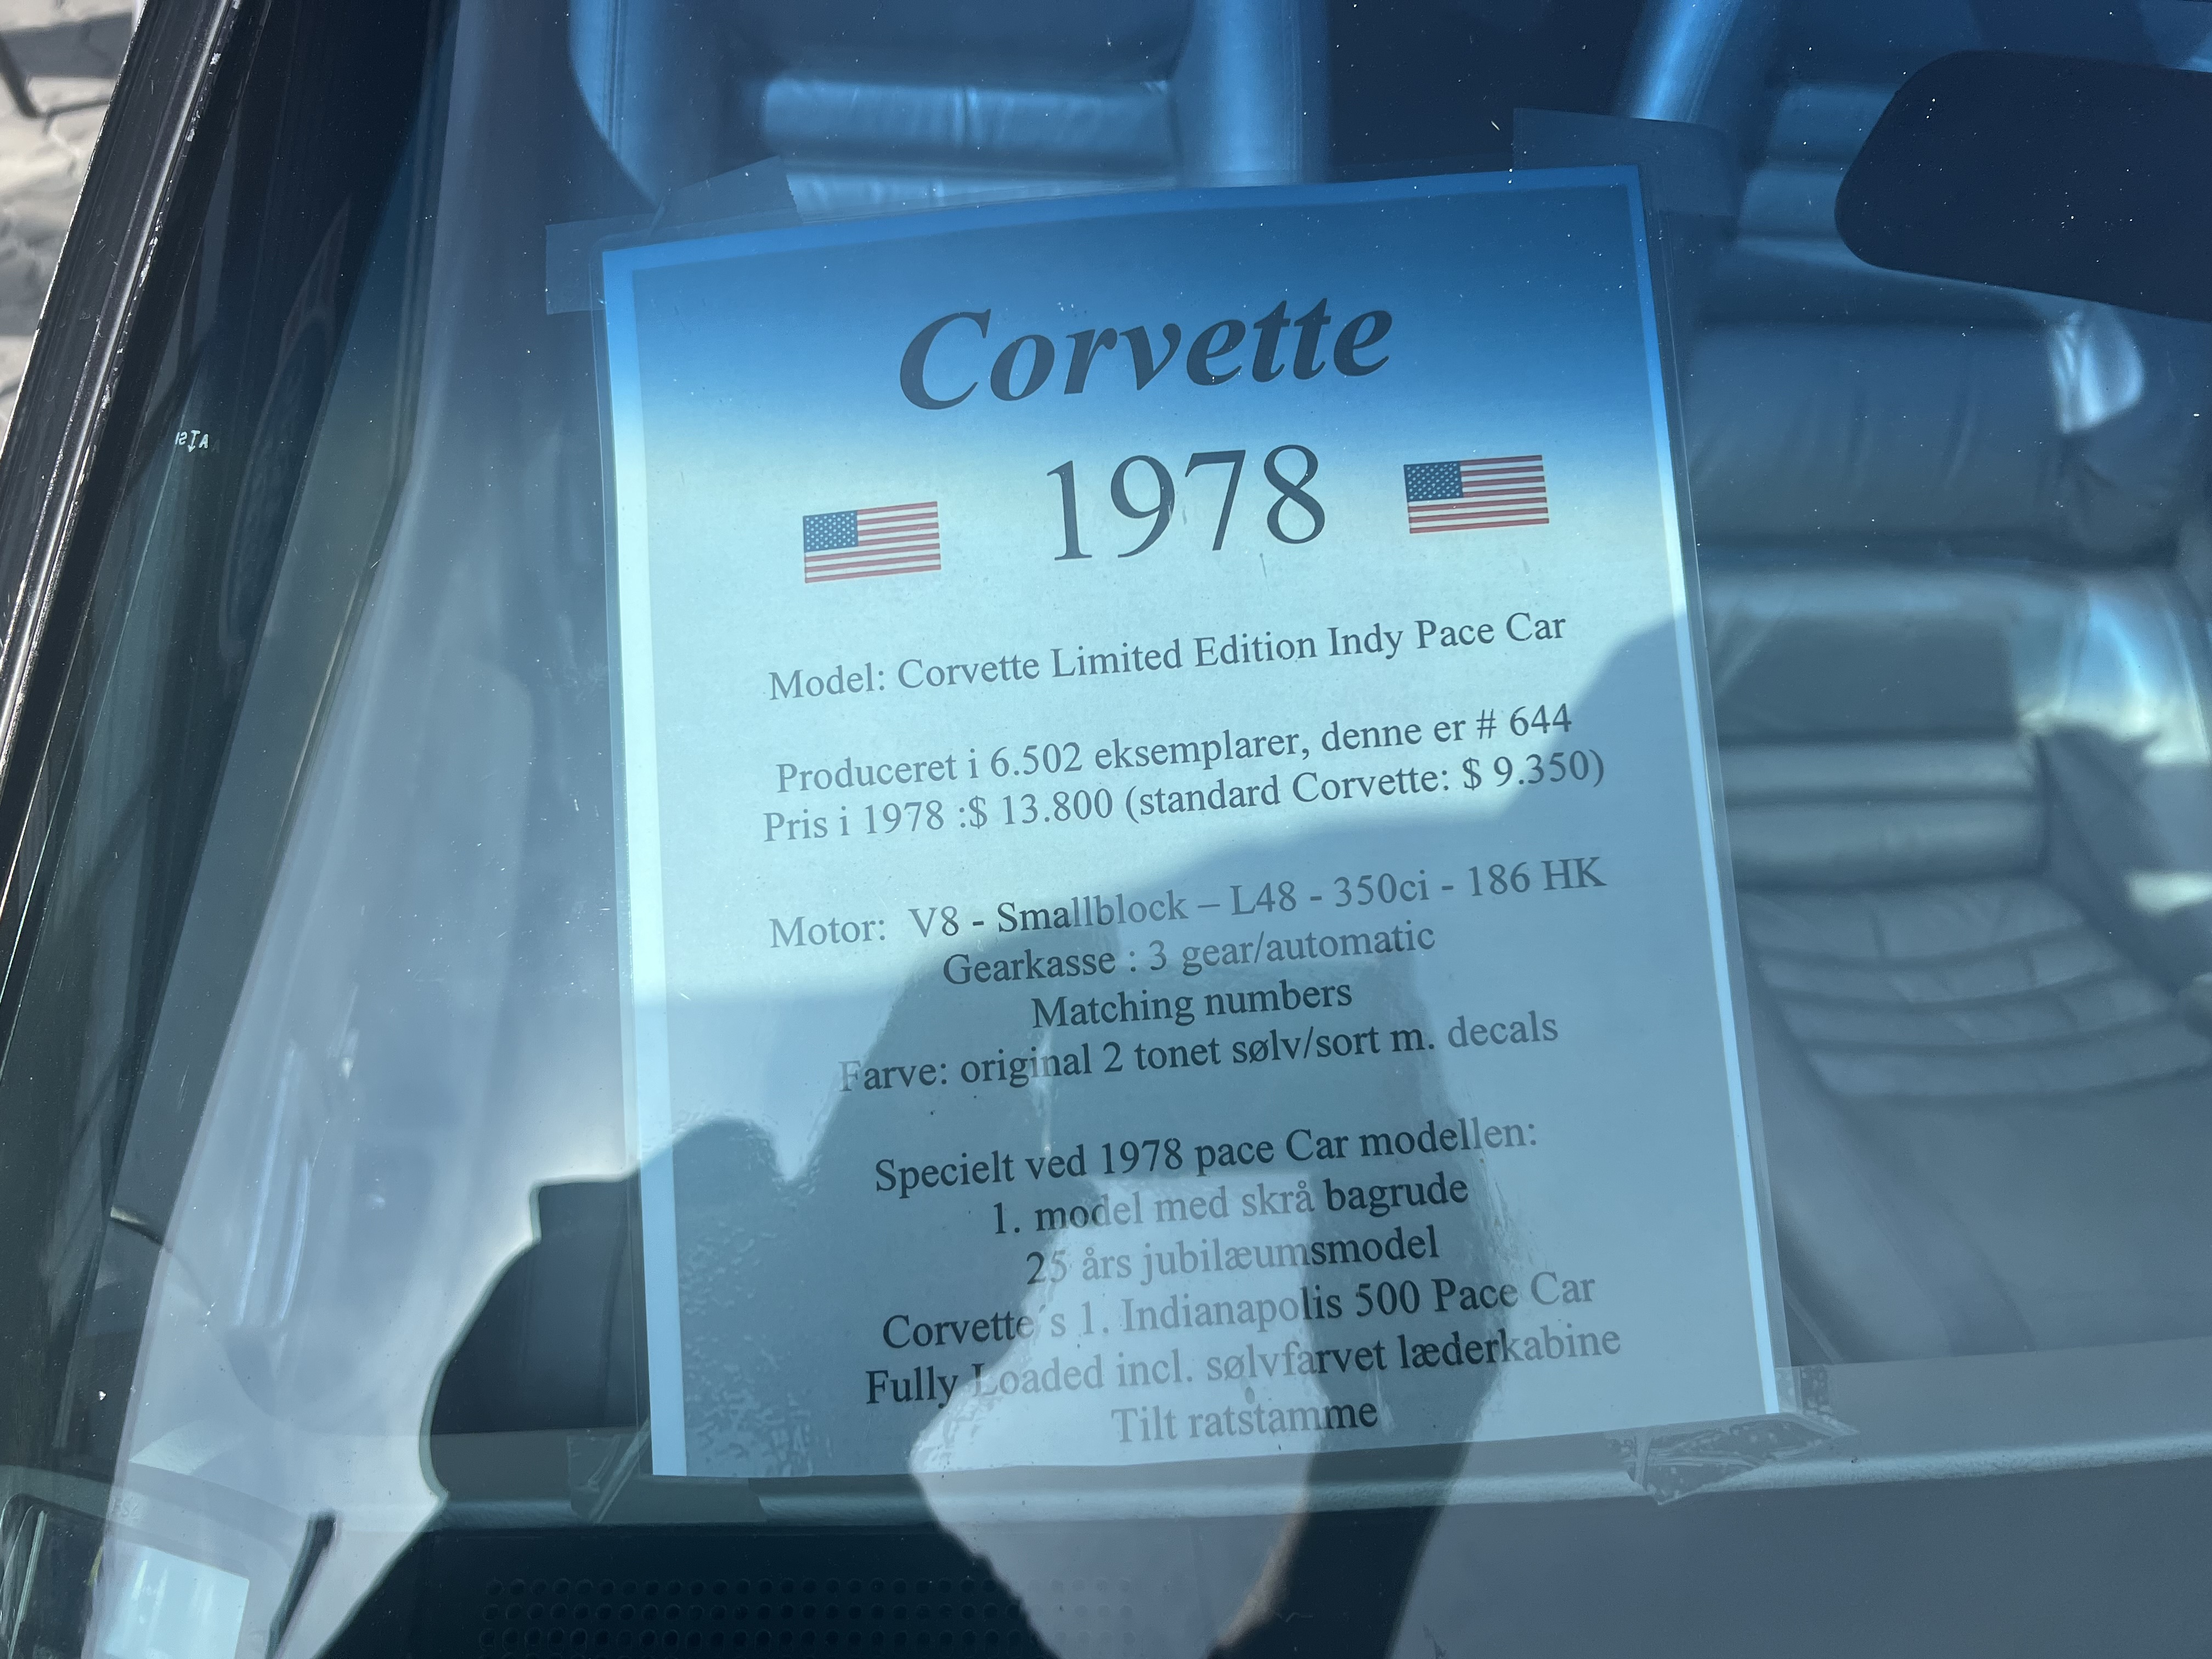 Corvette
1978
Model: Corvette Limited Edition Indy Pace Car
Produceret i 6.502 eksemplarer, denne er # 644
Pris i 1978 :$ 13.800 (standard Corvette: $ 9.350)
Motor: V8 - Smallblock – L48 - 350ci - 186 HK
Gearkasse : 3 gear/automatic
Matching numbers
Farve: original 2 tonet sølv/sort m. decals
Specielt ved 1978 pace Car modellen:
1. model med skrå bagrude
25 års jubilæumsmodel
Corvette´s 1. Indianapolis 500 Pace Car
Fully Loaded incl. sølvfarvet læderkabine
Tilt ratstamme